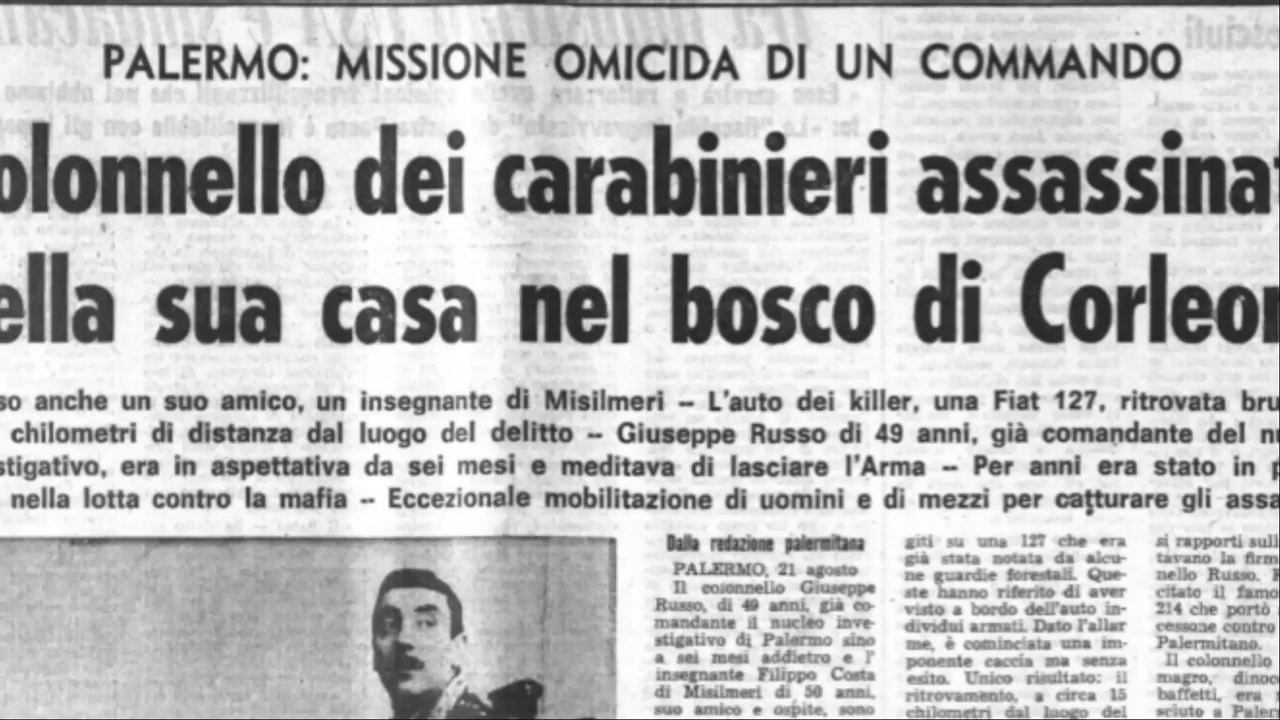 PALERMO: MISSIONE OMICIDA DI UN COMMANDO
olonnello dei carabinieri assassinat
ella sua casa nel bosco di Corleon
so anche un suo amico, un insegnante di Misilmeri – L'auto dei killer, una Fiat 127, ritrovata bru
chilometri di distanza dal luogo del delitto – Giuseppe Russo di 49 anni, già comandante del nu
stigativo, era in aspettativa da sei mesi e meditava di lasciare l'Arma – Per anni era stato in p
nella lotta contro la mafia – Eccezionale mobilitazione di uomini e di mezzi per catturare gli assa
Dalla redazione palermitana
PALERMO, 21 agosto
Il colonnello Giuseppe
Russo, di 49 anni, già co-
mandante il nucleo inve-
stigativo di Palermo sino
a sei mesi addietro e l'
insegnante Filippo Costa
di Misilmeri di 50 anni,
suo amico e ospite, sono
giti su una 127 che era
già stata notata da alcu-
ne guardie forestali. Que-
ste hanno riferito di aver
visto a bordo dell'auto in-
dividui armati. Dato l'allar
me, è cominciata una im-
ponente caccia ma senza
esito. Unico risultato: il
ritrovamento, a circa 15
chilometri dal luogo del
si rapporti sull
tavano la firm
nello Russo. E
citato il famo
214 che portò
cessone contro
Palermitano.
Il colonnello
magro, dinoc
baffetti, era
sciuto a Paler